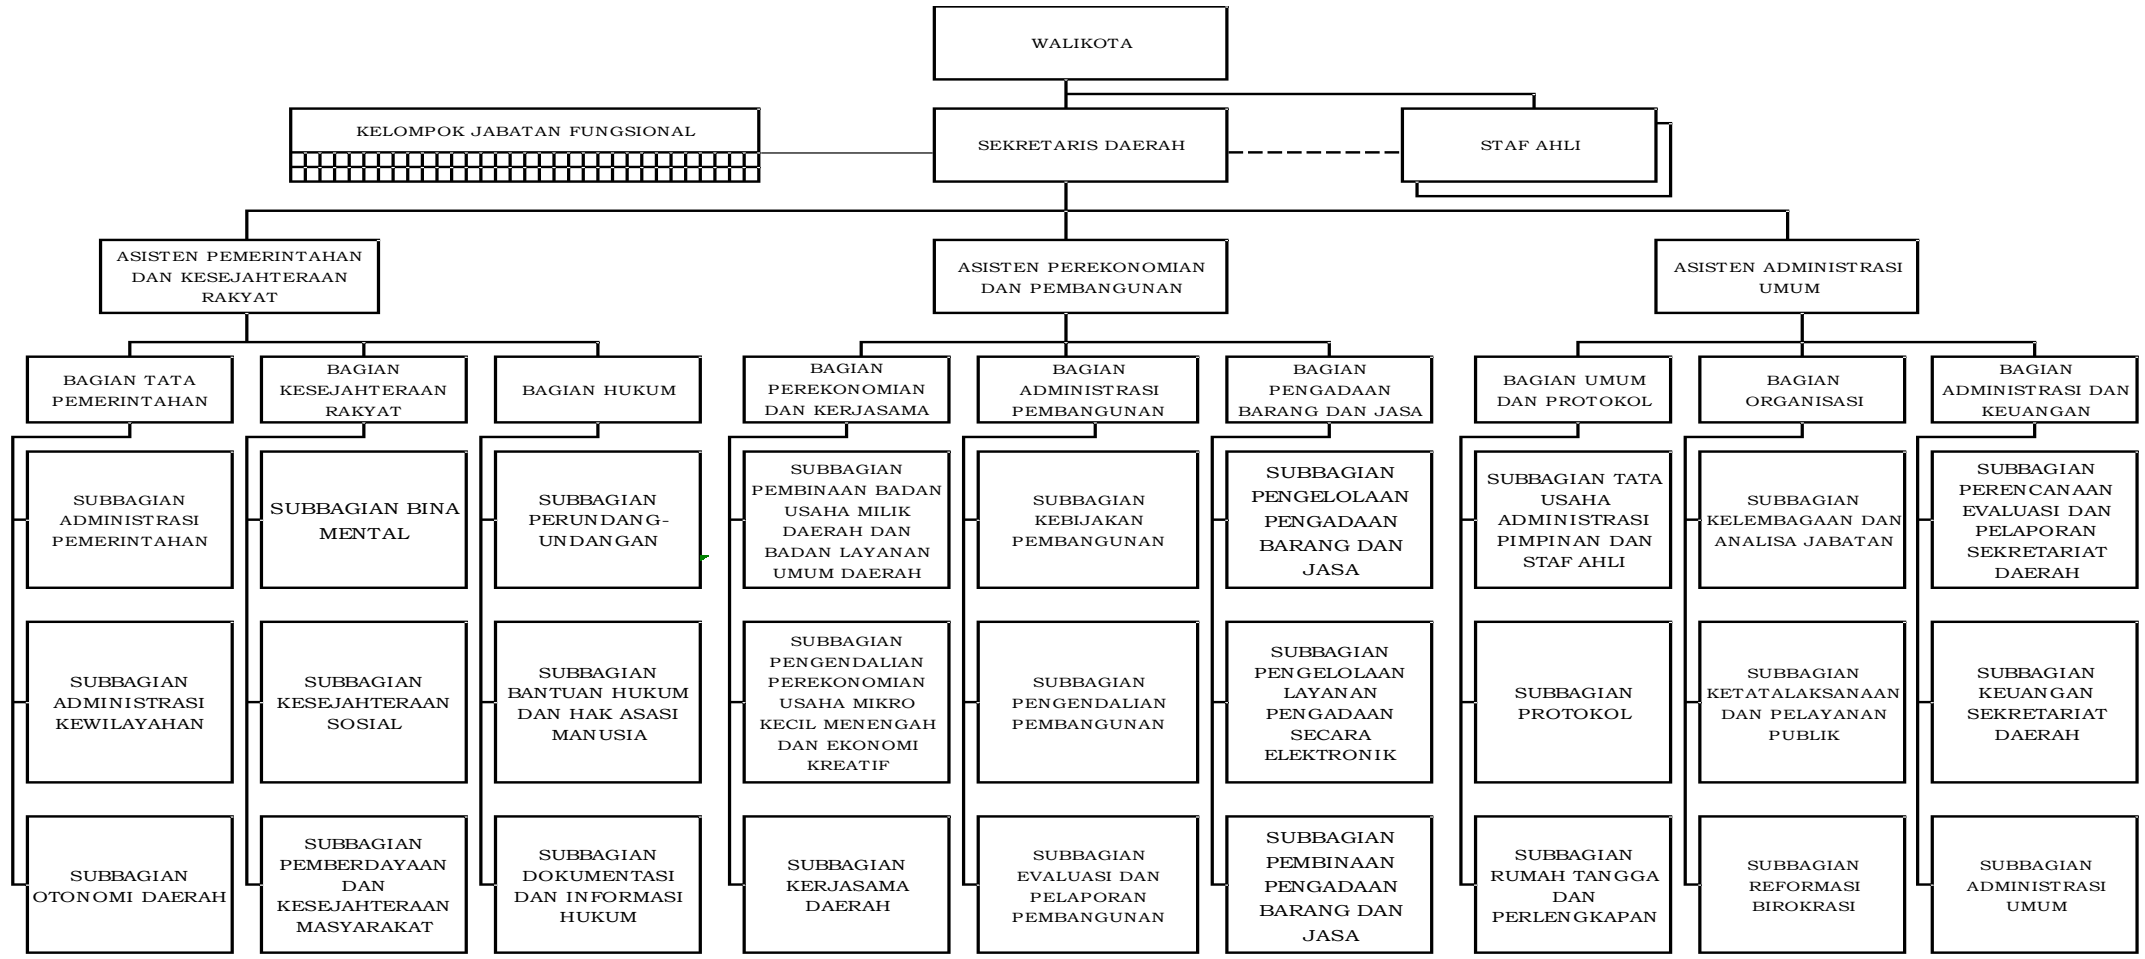 WALIKOTA
KELOMPOK JABATAN FUNGSIONAL
SEKRETARIS DAERAH
STAF AHLI
ASISTEN PEMERINTAHAN
DAN KESEJAHTERAAN
RAKYAT
ASISTEN PEREKONOMIAN
DAN PEMBANGUNAN
ASISTEN ADMINISTRASI
UMUM
BAGIAN TATA
PEMERINTAHAN
BAGIAN
KESEJAHTERAAN
RAKYAT
BAGIAN HUKUM
BAGIAN
PEREKONOMIAN
DAN KERJASAMA
BAGIAN
ADMINISTRASI
PEMBANGUNAN
BAGIAN
PENGADAAN
BARANG DAN JASA
BAGIAN UMUM
DAN PROTOKOL
BAGIAN
ORGANISASI
BAGIAN
ADMINISTRASI DAN
KEUANGAN
SUBBAGIAN
ADMINISTRASI
PEMERINTAHAN
SUBBAGIAN BINA
MENTAL
SUBBAGIAN
PERUNDANG-
UNDANGAN
SUBBAGIAN
PEMBINAAN BADAN
USAHA MILIK
DAERAH DAN
BADAN LAYANAN
UMUM DAERAH
SUBBAGIAN
KEBIJAKAN
PEMBANGUNAN
SUBBAGIAN
PENGELOLAAN
PENGADAAN
BARANG DAN
JASA
SUBBAGIAN TATA
USAHA
ADMINISTRASI
PIMPINAN DAN
STAF AHLI
SUBBAGIAN
KELEMBAGAAN DAN
ANALISA JABATAN
SUBBAGIAN
PERENCANAAN
EVALUASI DAN
PELAPORAN
SEKRETARIAT
DAERAH
SUBBAGIAN
ADMINISTRASI
KEWILAYAHAN
SUBBAGIAN
KESEJAHTERAAN
SOSIAL
SUBBAGIAN
BANTUAN HUKUM
DAN HAK ASASI
MANUSIA
SUBBAGIAN
PENGENDALIAN
PEREKONOMIAN
USAHA MIKRO
KECIL MENENGAH
DAN EKONOMI
KREATIF
SUBBAGIAN
PENGENDALIAN
PEMBANGUNAN
SUBBAGIAN
PENGELOLAAN
LAYANAN
PENGADAAN
SECARA
ELEKTRONIK
SUBBAGIAN
PROTOKOL
SUBBAGIAN
KETATALAKSANAAN
DAN PELAYANAN
PUBLIK
SUBBAGIAN
KEUANGAN
SEKRETARIAT
DAERAH
SUBBAGIAN
OTONOMI DAERAH
SUBBAGIAN
PEMBERDAYAAN
DAN
KESEJAHTERAAN
MASYARAKAT
SUBBAGIAN
DOKUMENTASI
DAN INFORMASI
HUKUM
SUBBAGIAN
KERJASAMA
DAERAH
SUBBAGIAN
EVALUASI DAN
PELAPORAN
PEMBANGUNAN
SUBBAGIAN
PEMBINAAN
PENGADAAN
BARANG DAN
JASA
SUBBAGIAN
RUMAH TANGGA
DAN
PERLENGKAPAN
SUBBAGIAN
REFORMASI
BIROKRASI
SUBBAGIAN
ADMINISTRASI
UMUM